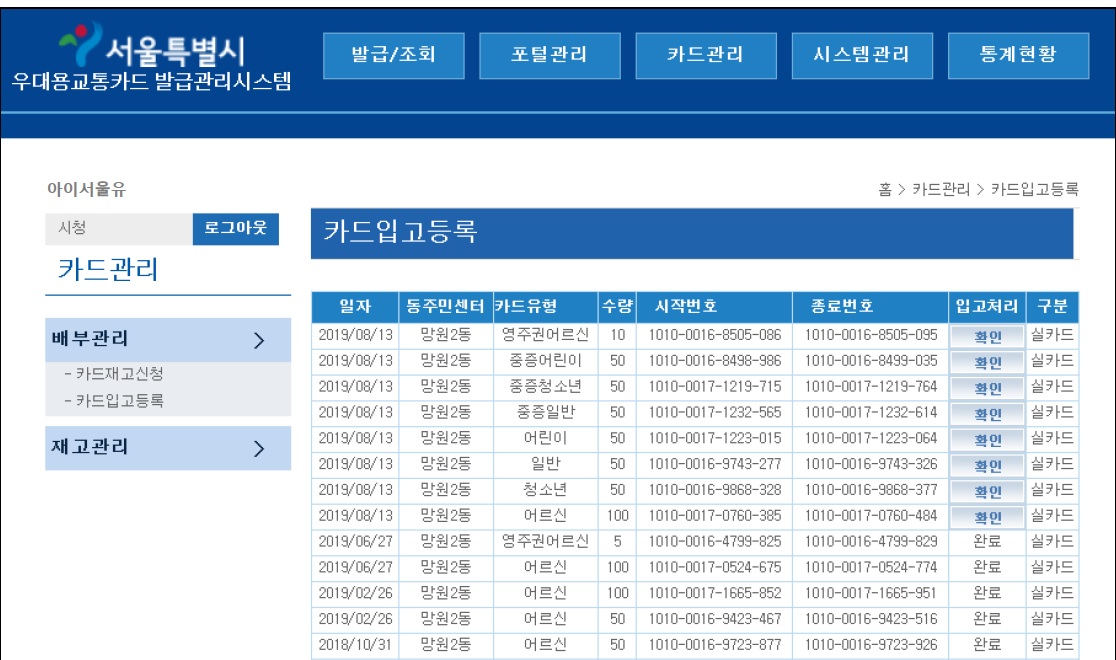 서울특별시
우대용교통카드 발급관리시스템
발급/조회 포털관리 카드관리 시스템관리 통계현황
아이서울유
홈 > 카드관리 > 카드입고등록
시청 로그아웃
카드입고등록
카드관리
배부관리 >
- 카드재고신청
- 카드입고등록
재고관리 >
일자 동주민센터 카드유형 수량 시작번호 종료번호 입고처리 구분
2019/08/13 망원2동 영주권어르신 10 1010-0016-8505-086 1010-0016-8505-095 확인 실카드
2019/08/13 망원2동 중증어린이 50 1010-0016-8498-986 1010-0016-8499-035 확인 실카드
2019/08/13 망원2동 중증청소년 50 1010-0017-1219-715 1010-0017-1219-764 확인 실카드
2019/08/13 망원2동 중증일반 50 1010-0017-1232-565 1010-0017-1232-614 확인 실카드
2019/08/13 망원2동 어린이 50 1010-0017-1223-015 1010-0017-1223-064 확인 실카드
2019/08/13 망원2동 일반 50 1010-0016-9743-277 1010-0016-9743-326 확인 실카드
2019/08/13 망원2동 청소년 50 1010-0016-9868-328 1010-0016-9868-377 확인 실카드
2019/08/13 망원2동 어르신 100 1010-0017-0760-385 1010-0017-0760-484 확인 실카드
2019/06/27 망원2동 영주권어르신 5 1010-0016-4799-825 1010-0016-4799-829 완료 실카드
2019/06/27 망원2동 어르신 100 1010-0017-0524-675 1010-0017-0524-774 완료 실카드
2019/02/26 망원2동 어르신 100 1010-0017-1665-852 1010-0017-1665-951 완료 실카드
2019/02/26 망원2동 어르신 50 1010-0016-9423-467 1010-0016-9423-516 완료 실카드
2018/10/31 망원2동 어르신 50 1010-0016-9723-877 1010-0016-9723-926 완료 실카드